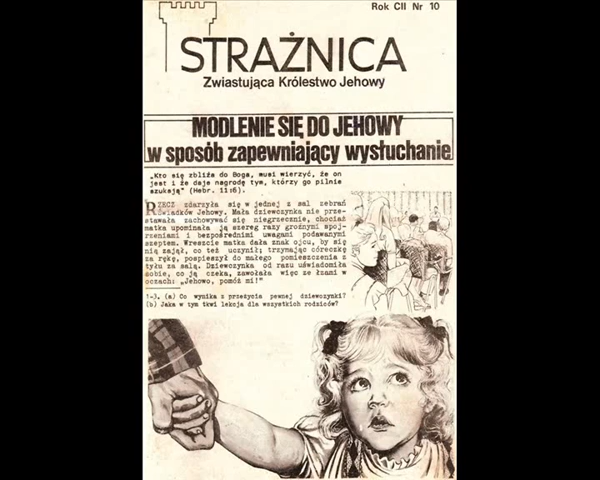 Rok CII Nr 10
STRAŻNICA
Zwiastująca Królestwo Jehowy
MODLENIE SIĘ DO JEHOWY
w sposób zapewniający wysłuchanie
„Kto się zbliża do Boga, musi wierzyć, że on
jest i że daje nagrodę tym, którzy go pilnie
szukają” (Hebr. 11:6).
RZECZ zdarzyła się w jednej z sal zebrań
Świadków Jehowy. Mała dziewczynka nie prze-
stawała zachowywać się niegrzecznie, chociaż
matka upominała ją szereg razy groźnymi spoj-
rzeniami i bezpośrednimi uwagami podawanymi
szeptem. Wreszcie matka dała znak ojcu, by się
nią zajął, co też uczynił; trzymając córeczkę
za rękę, pospieszył do małego pomieszczenia z
tyłu za salą. Dziewczynka od razu uświadomiła
sobie, co ją czeka, zawołała więc ze łzami w
oczach: „Jehowo, pomóż mi!”
1-3. (a) Co wynika z przeżycia pewnej dziewczynki?
(b) Jaka w tym tkwi lekcja dla wszystkich rodziców?